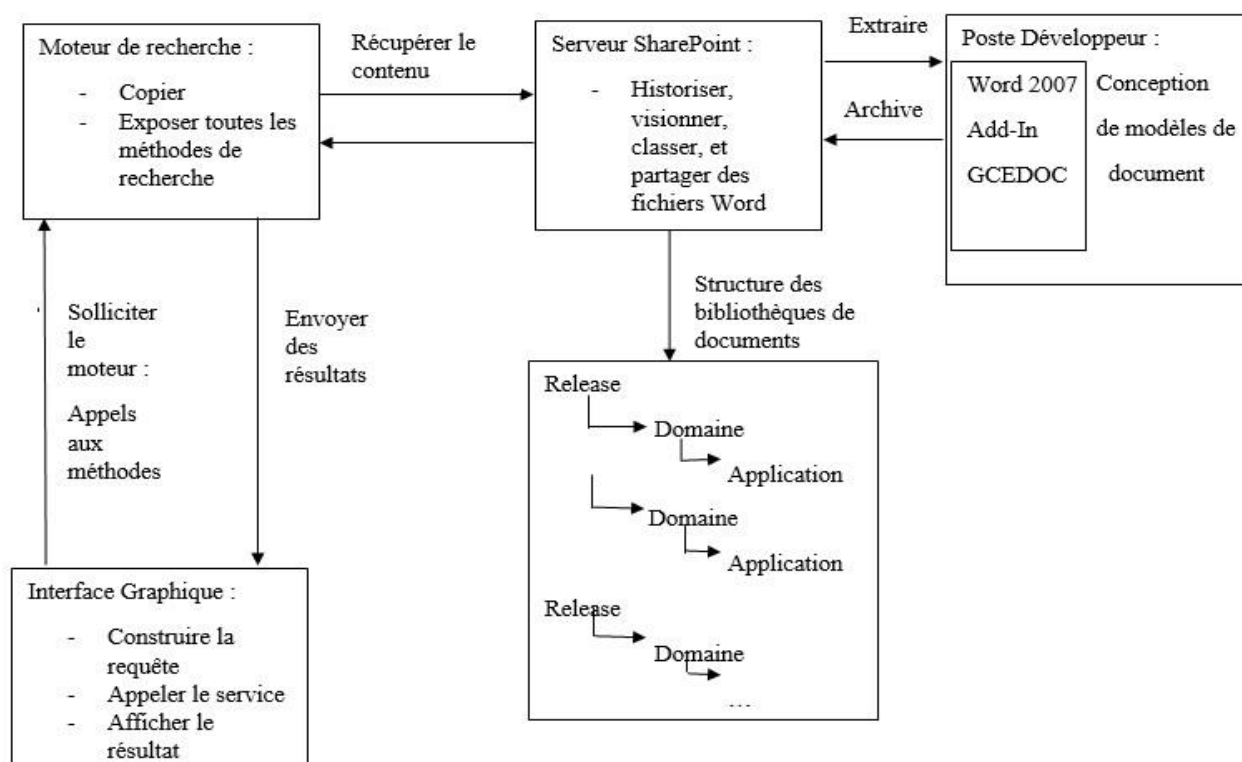 Moteur de recherche :
- Copier
- Exposer toutes les
méthodes de
recherche
Récupérer le
contenu
Serveur SharePoint :
- Historiser,
visionner,
classer, et
partager des
fichiers Word
Extraire
Archive
Poste Développeur :
Word 2007
Add-In
GCEDOC
Conception
de modèles de
document
Solliciter
le
moteur :
Appels
aux
méthodes
Envoyer
des
résultats
Structure des
bibliothèques de
documents
Release
Domaine
Application
Domaine
Application
Release
Domaine
...
Interface Graphique :
- Construire la
requête
- Appeler le service
- Afficher le
résultat